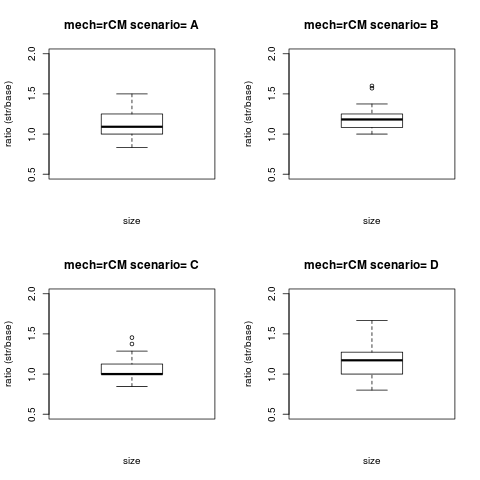 mech=rCM scenario= A
2.0
1.5
1.0
0.5
ratio (str/base)
size
mech=rCM scenario= B
2.0
1.5
1.0
0.5
ratio (str/base)
size
mech=rCM scenario= C
2.0
1.5
1.0
0.5
ratio (str/base)
size
mech=rCM scenario= D
2.0
1.5
1.0
0.5
ratio (str/base)
size